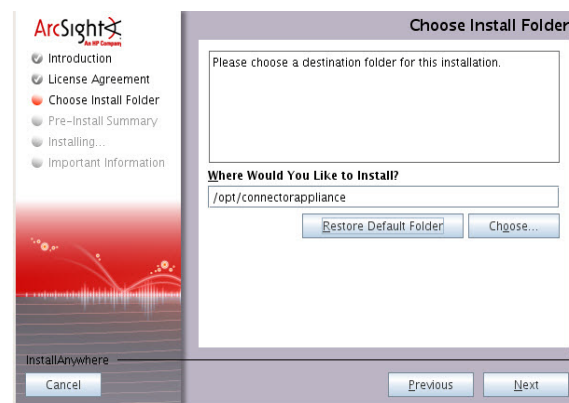 ArcSight
An HP Company
Choose Install Folder
Introduction
License Agreement
Choose Install Folder
Pre-Install Summary
Installing...
Important Information
Please choose a destination folder for this installation.
Where Would You Like to Install?
/opt/connectorappliance
Restore Default Folder
Choose...
InstallAnywhere
Cancel
Previous
Next